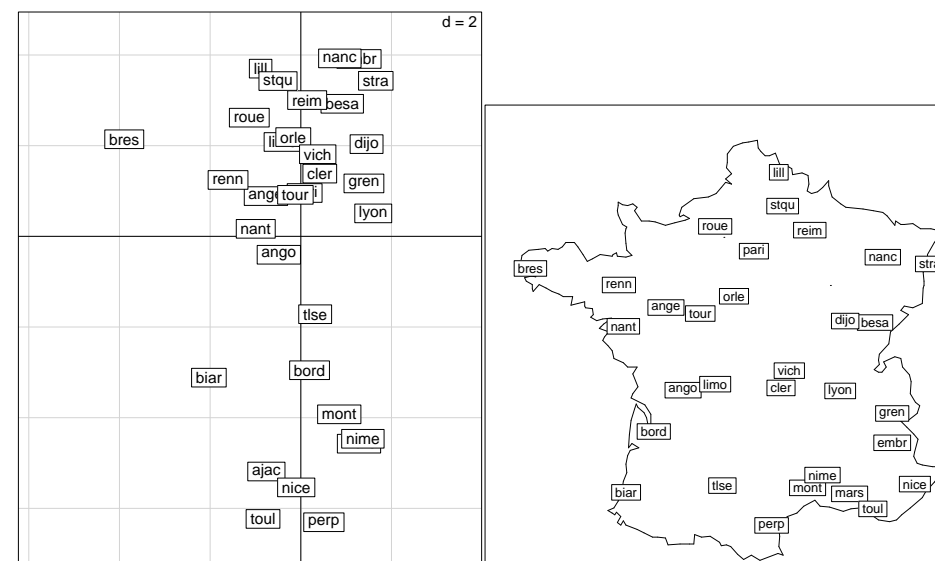 d = 2
nanc
br
lill
stqu
stra
reim
besa
roue
bres
li
orle
dijo
vich
cler
renn
gren
ange
tour
i
lyon
nant
ango
tlse
bord
biar
mont
nime
ajac
nice
toul
perp
lill
stqu
roue
reim
pari
nanc
stra
bres
renn
orle
ange
tour
nant
dijo
besa
vich
ango
limo
cler
lyon
gren
bord
embr
nime
tlse
mont
nice
biar
mars
toul
perp